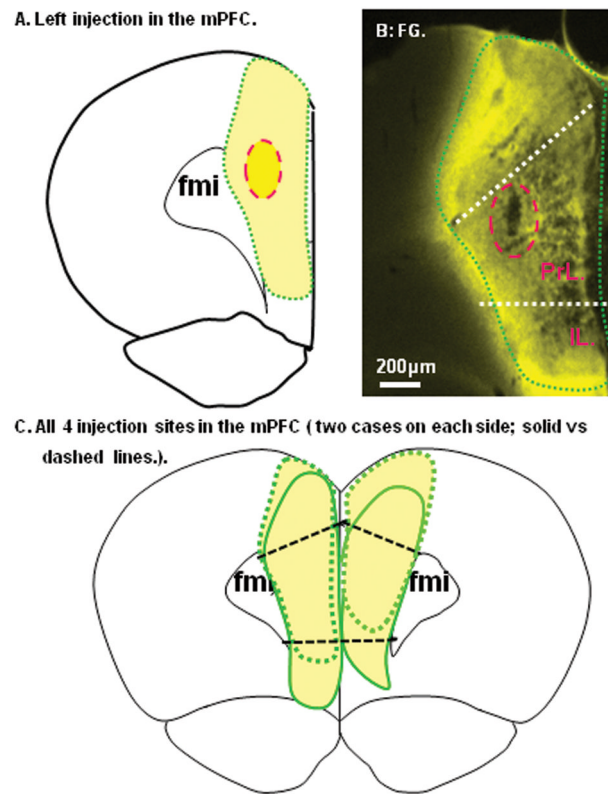 A. Left injection in the mPFC.
fmi
B: FG.
PrL.
IL.
200µm
C. All 4 injection sites in the mPFC ( two cases on each side; solid vs
dashed lines.).
fmi
fmi